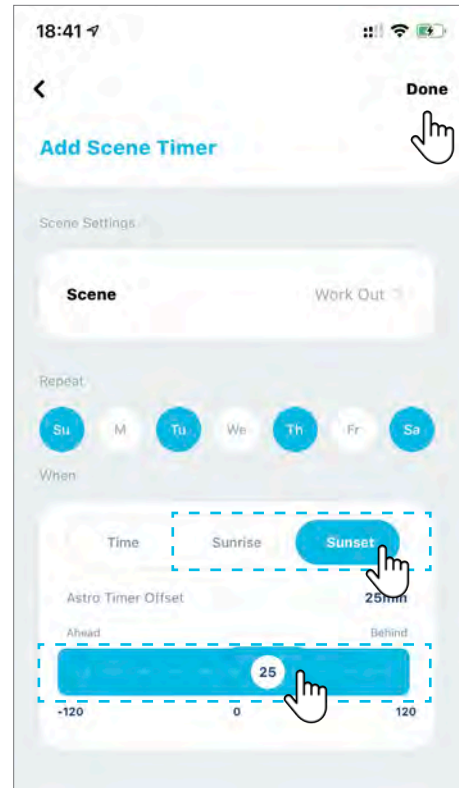 18:41
Done
Add Scene Timer
Scene Settings
Scene Work Out
Repeat
Su M Tu We Th Fr Sa
When
Time Sunrise Sunset
Astro Timer Offset 25min
Ahead Behind
25
-120 0 120